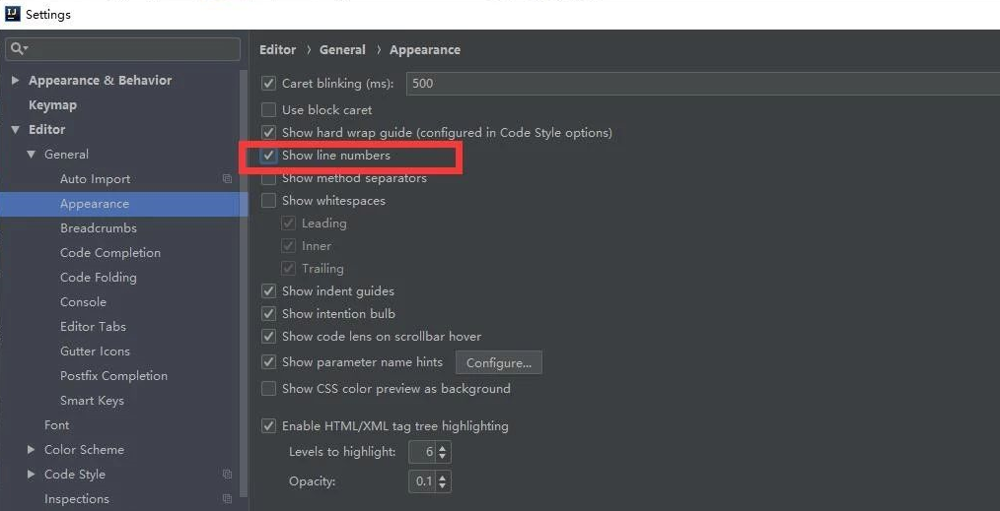 IJ
Settings
Appearance & Behavior
Keymap
Editor
General
Auto Import
Appearance
Breadcrumbs
Code Completion
Code Folding
Console
Editor Tabs
Gutter Icons
Postfix Completion
Smart Keys
Font
Color Scheme
Code Style
Inspections
Editor › General › Appearance
Caret blinking (ms): 500
Use block caret
Show hard wrap guide (configured in Code Style options)
Show line numbers
Show method separators
Show whitespaces
Leading
Inner
Trailing
Show indent guides
Show intention bulb
Show code lens on scrollbar hover
Show parameter name hints Configure...
Show CSS color preview as background
Enable HTML/XML tag tree highlighting
Levels to highlight: 6
Opacity: 0.1